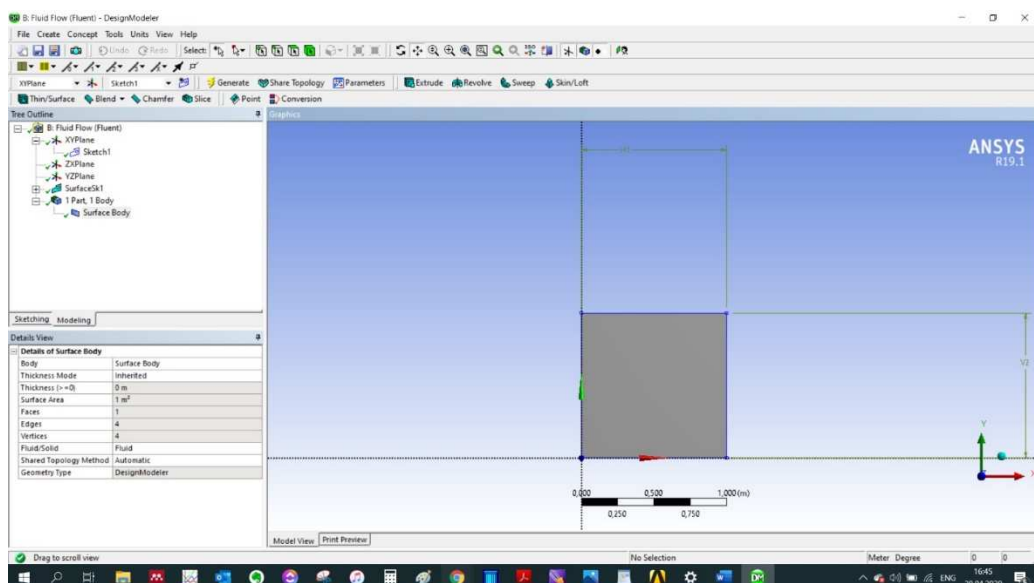 B: Fluid Flow (Fluent) - DesignModeler
File Create Concept Tools Units View Help
Undo Redo Select:
XYPlane Sketch1 Generate Share Topology Parameters Extrude Revolve Sweep Skin/Loft
Thin/Surface Blend Chamfer Slice Point Conversion
Tree Outline
B: Fluid Flow (Fluent)
XYPlane
Sketch1
ZXPlane
YZPlane
SurfaceSk1
1 Part, 1 Body
Surface Body
Sketching Modeling
Details View
Details of Surface Body
Body Surface Body
Thickness Mode Inherited
Thickness (>=0) 0 m
Surface Area 1 m²
Faces 1
Edges 4
Vertices 4
Fluid/Solid Fluid
Shared Topology Method Automatic
Geometry Type DesignModeler
Graphics
ANSYS
R19.1
V2
Y
X
0,000 0,500 1,000 (m)
0,250 0,750
Model View Print Preview
Drag to scroll view No Selection Meter Degree 0 0
ENG 16:45